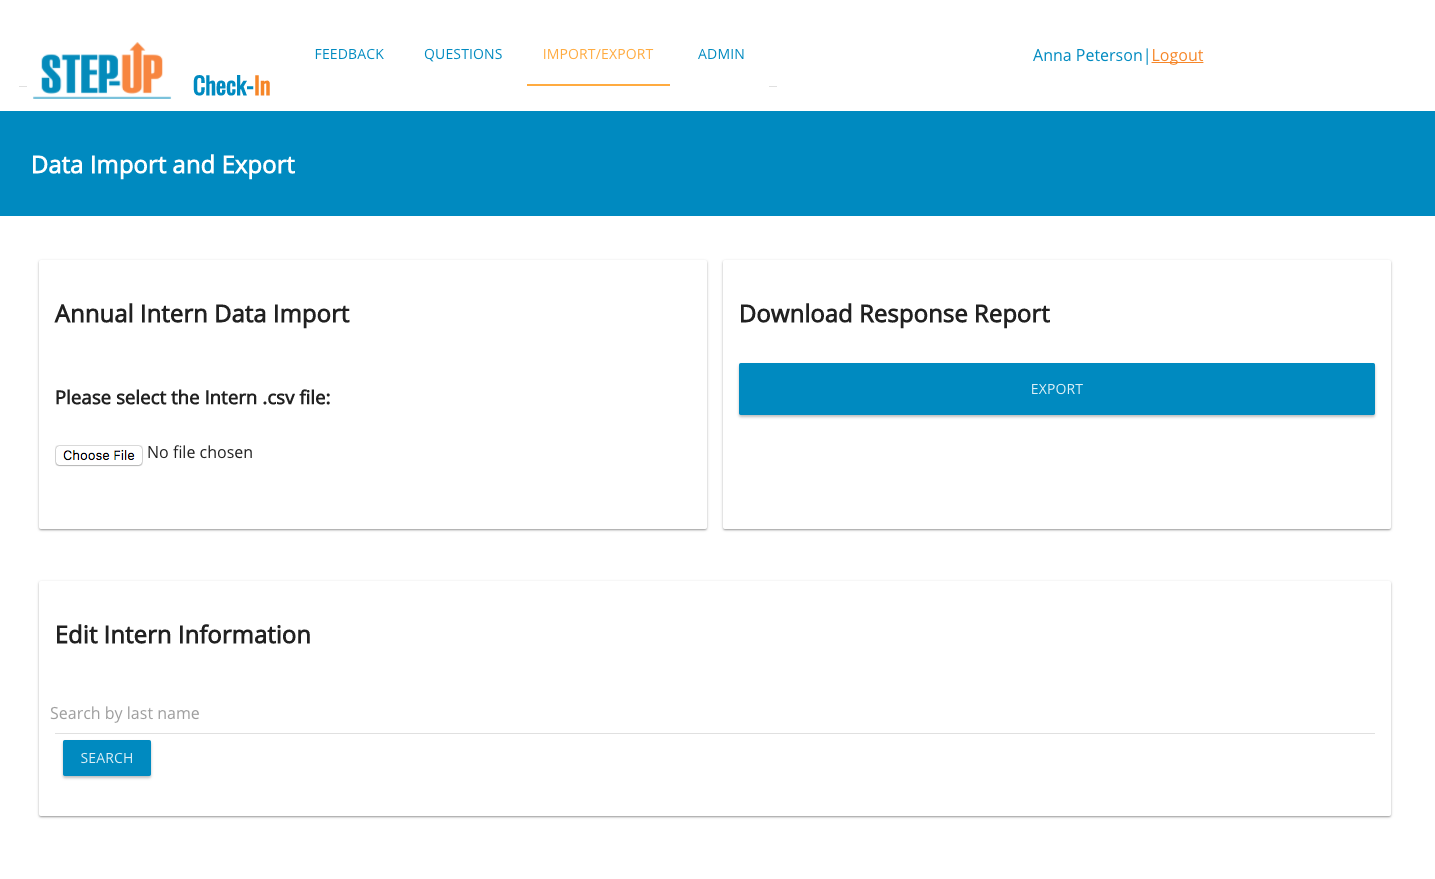 STEP-UP
Check-In
FEEDBACK
QUESTIONS
IMPORT/EXPORT
ADMIN
Anna Peterson|Logout
Data Import and Export
Annual Intern Data Import
Please select the Intern .csv file:
Choose File No file chosen
Download Response Report
EXPORT
Edit Intern Information
Search by last name
SEARCH